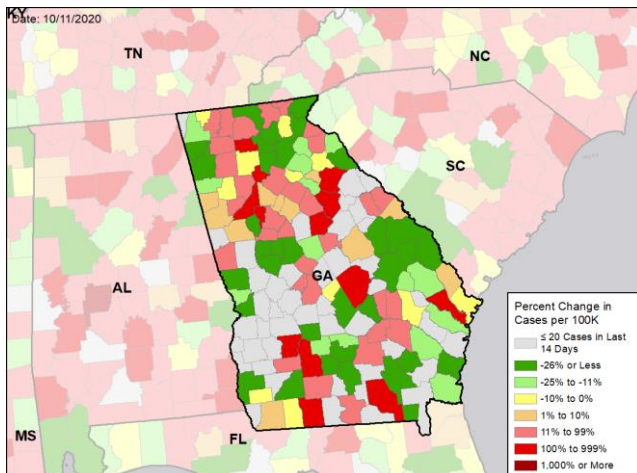 KY
Date: 10/11/2020
TN
NC
SC
AL
GA
MS
FL
Percent Change in
Cases per 100K
≤ 20 Cases in Last
14 Days
-26% or Less
-25% to -11%
-10% to 0%
1% to 10%
11% to 99%
100% to 999%
1,000% or More